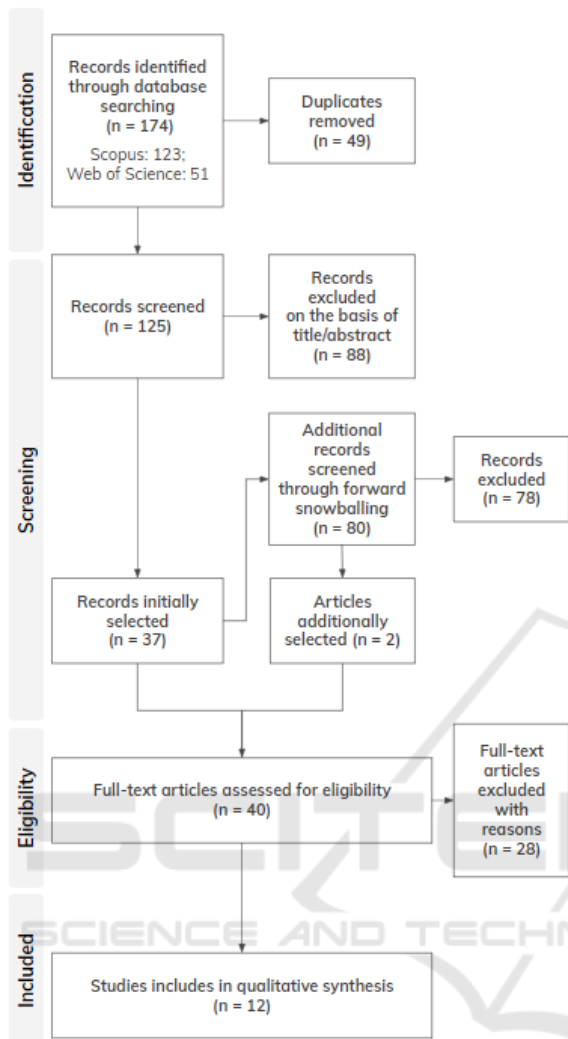 Identification
Records identified
through database
searching
(n = 174)
Scopus: 123;
Web of Science: 51
Duplicates
removed
(n = 49)
Screening
Records screened
(n = 125)
Records
excluded
on the basis of
title/abstract
(n = 88)
Additional
records
screened
through forward
snowballing
(n = 80)
Records
excluded
(n = 78)
Records initially
selected
(n = 37)
Articles
additionally
selected (n = 2)
Eligibility
Full-text articles assessed for eligibility
(n = 40)
Full-text
articles
excluded
with
reasons
(n = 28)
Included
Studies includes in qualitative synthesis
(n = 12)
SCITE
SCIENCE AND TECHN